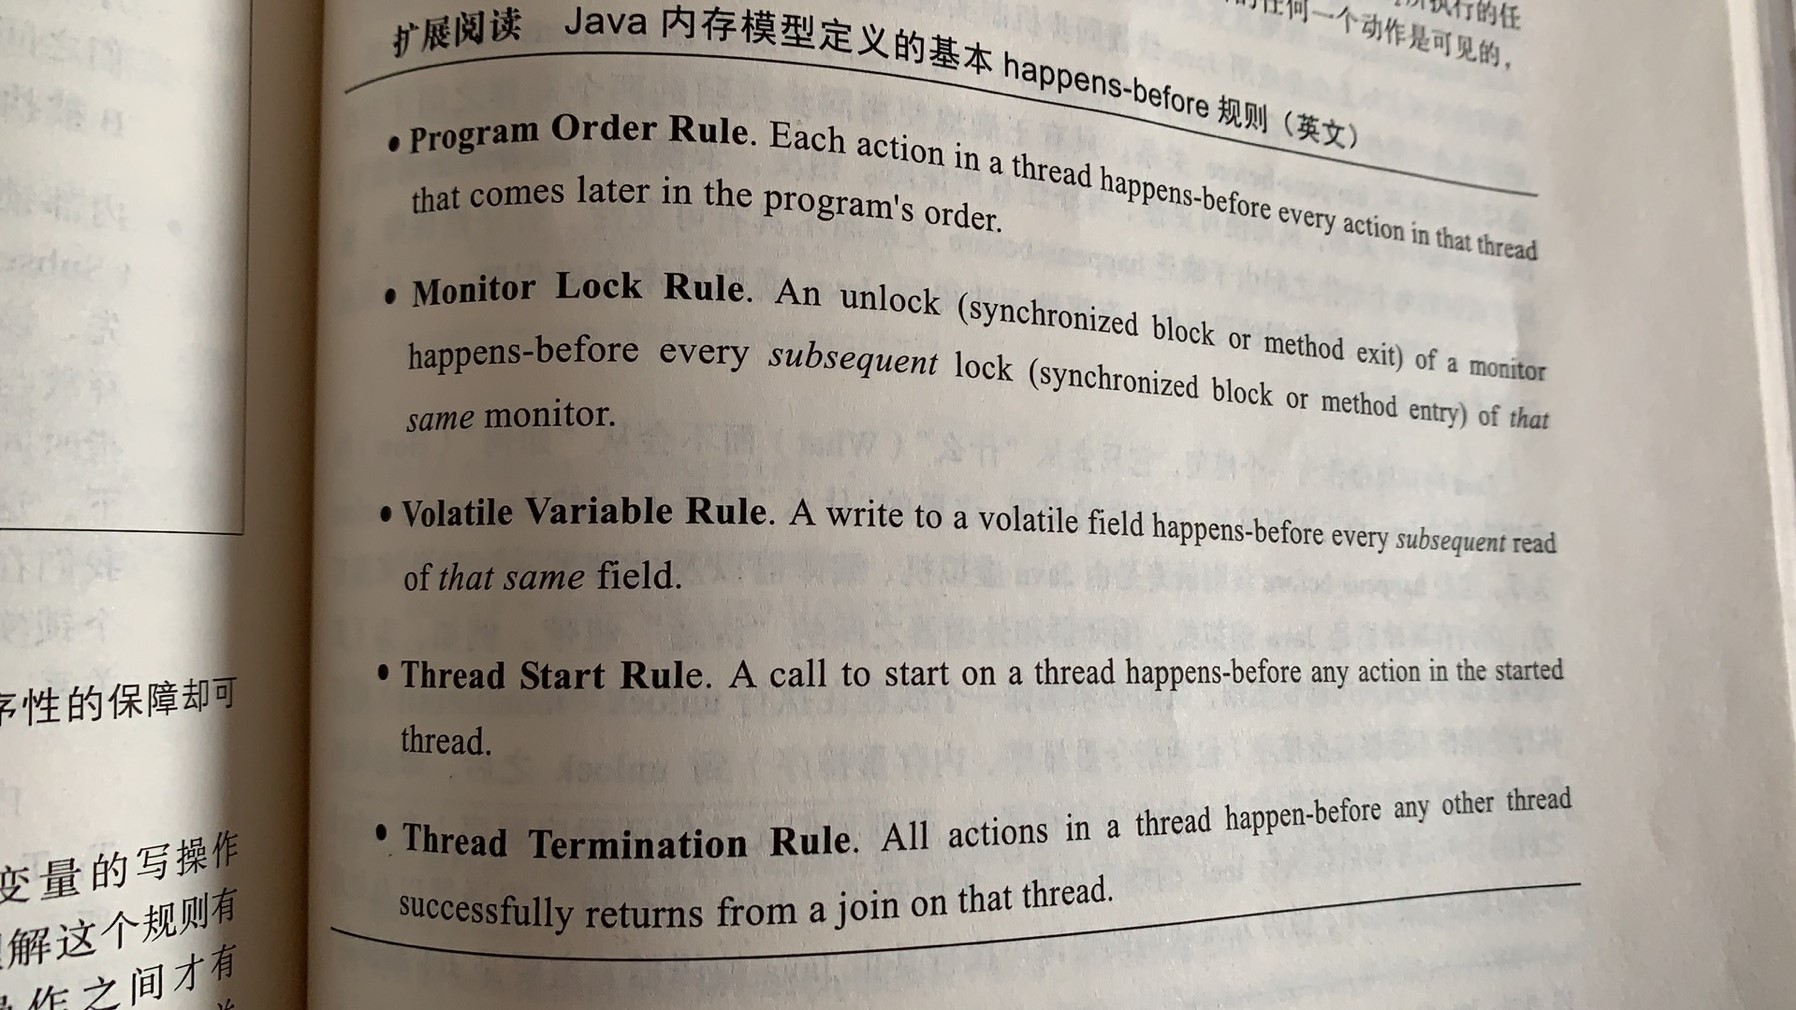 序性的保障却可
变量的写操作
解这个规则有
作之间才有
执行的任
任何一个动作是可见的，
扩展阅读 Java 内存模型定义的基本 happens-before 规则（英文）
• Program Order Rule. Each action in a thread happens-before every action in that thread
that comes later in the program's order.
• Monitor Lock Rule. An unlock (synchronized block or method exit) of a monitor
happens-before every subsequent lock (synchronized block or method entry) of that
same monitor.
• Volatile Variable Rule. A write to a volatile field happens-before every subsequent read
of that same field.
• Thread Start Rule. A call to start on a thread happens-before any action in the started
thread.
• Thread Termination Rule. All actions in a thread happen-before any other thread
successfully returns from a join on that thread.